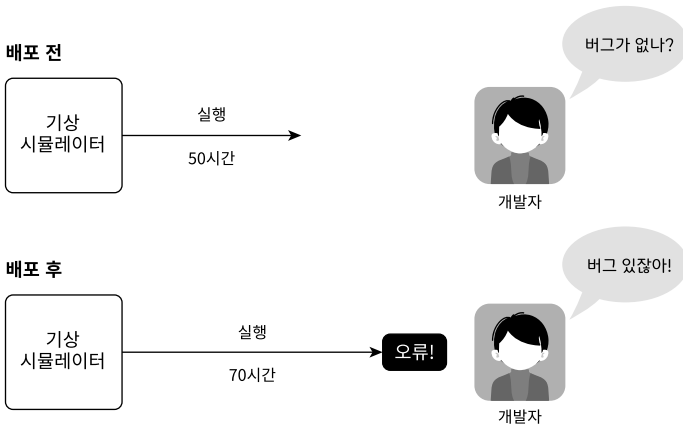 버그가 없나?
배포 전
기상
시뮬레이터
실행
50시간
개발자
버그 있잖아!
배포 후
기상
시뮬레이터
실행
오류!
70시간
개발자